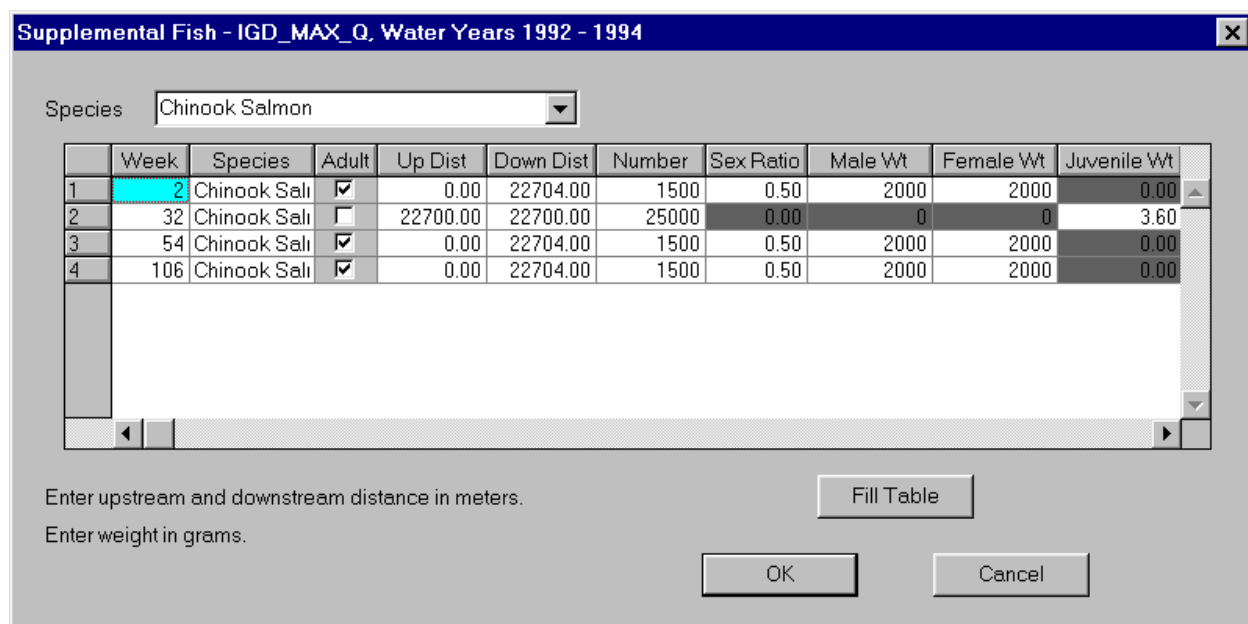 Supplemental Fish - IGD_MAX_Q, Water Years 1992 - 1994
Species Chinook Salmon
Week Species Adult Up Dist Down Dist Number Sex Ratio Male Wt Female Wt Juvenile Wt
1 2 Chinook Sal 0.00 22704.00 1500 0.50 2000 2000 0.00
2 32 Chinook Sal 22700.00 22700.00 25000 0.00 0 0 3.60
3 54 Chinook Sal 0.00 22704.00 1500 0.50 2000 2000 0.00
4 106 Chinook Sal 0.00 22704.00 1500 0.50 2000 2000 0.00
Enter upstream and downstream distance in meters.
Fill Table
Enter weight in grams.
OK Cancel